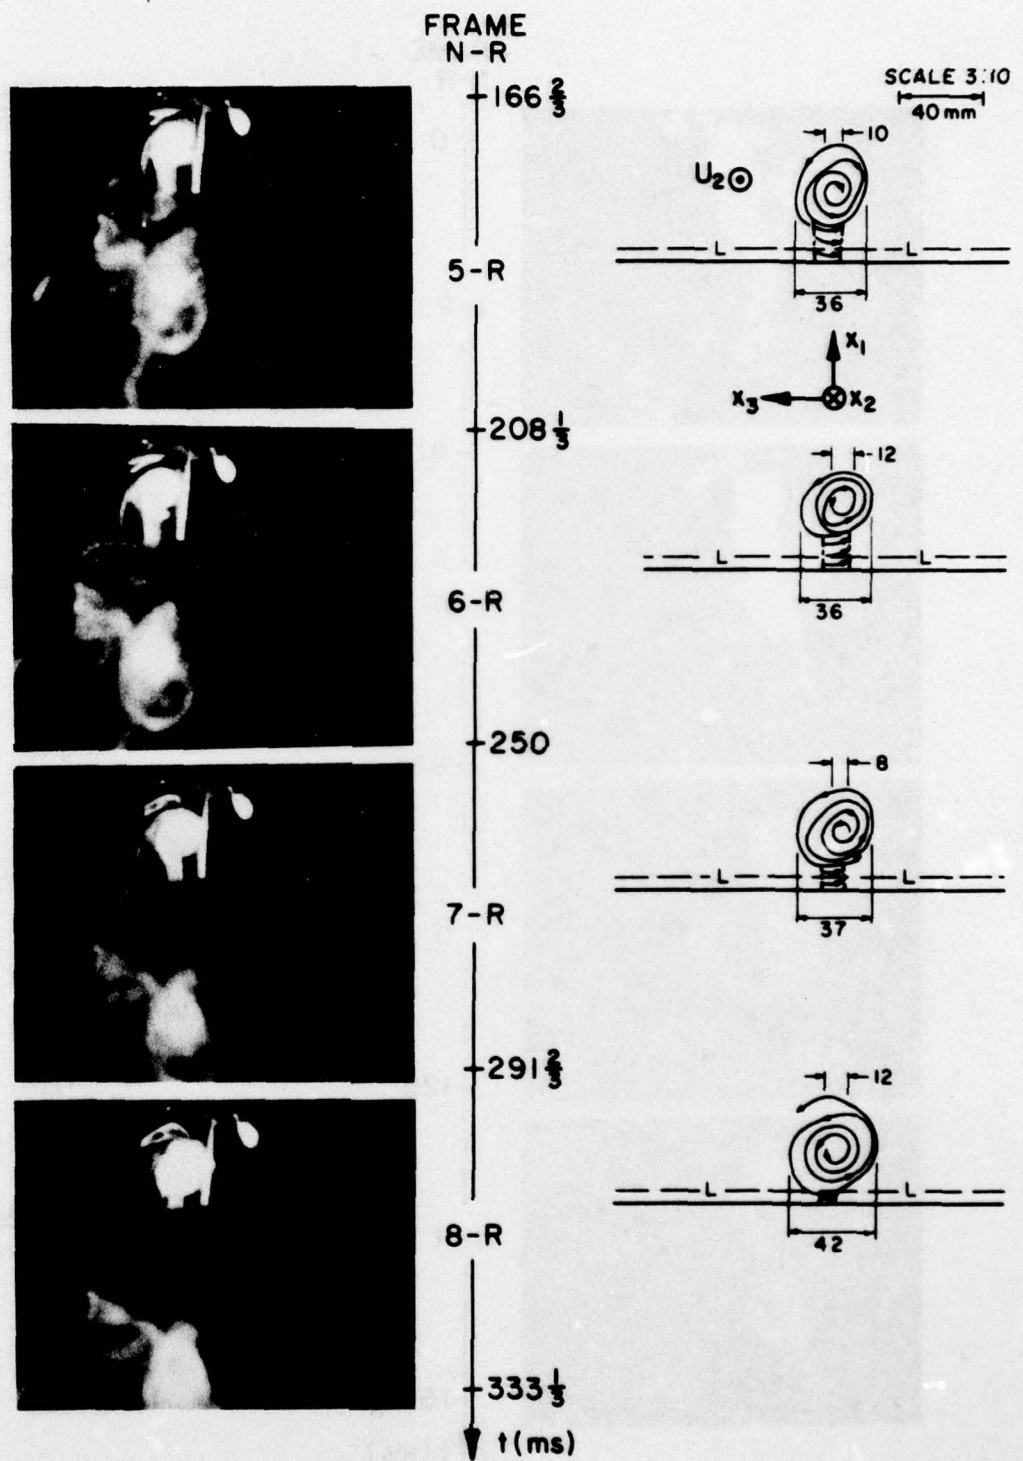 FRAME
N-R
166 2/3
SCALE 3:10
40 mm
10
U₂
L L
5-R
36
x₁
x₃ x₂
208 1/3
12
L L
6-R
36
250
8
L L
7-R
37
291 2/3
12
L L
8-R
42
333 1/3
t (ms)